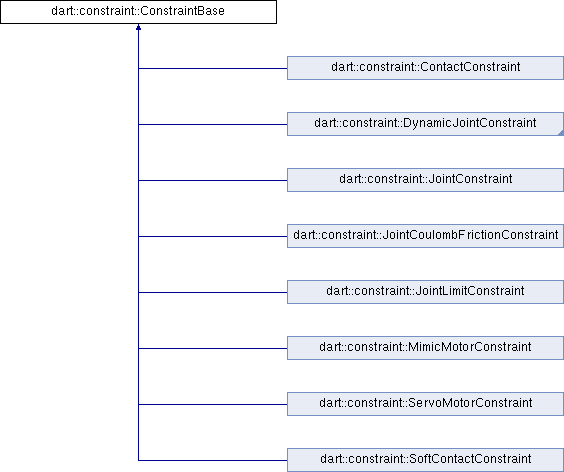 dart::constraint::ConstraintBase
dart::constraint::ContactConstraint
dart::constraint::DynamicJointConstraint
dart::constraint::JointConstraint
dart::constraint::JointCoulombFrictionConstraint
dart::constraint::JointLimitConstraint
dart::constraint::MimicMotorConstraint
dart::constraint::ServoMotorConstraint
dart::constraint::SoftContactConstraint